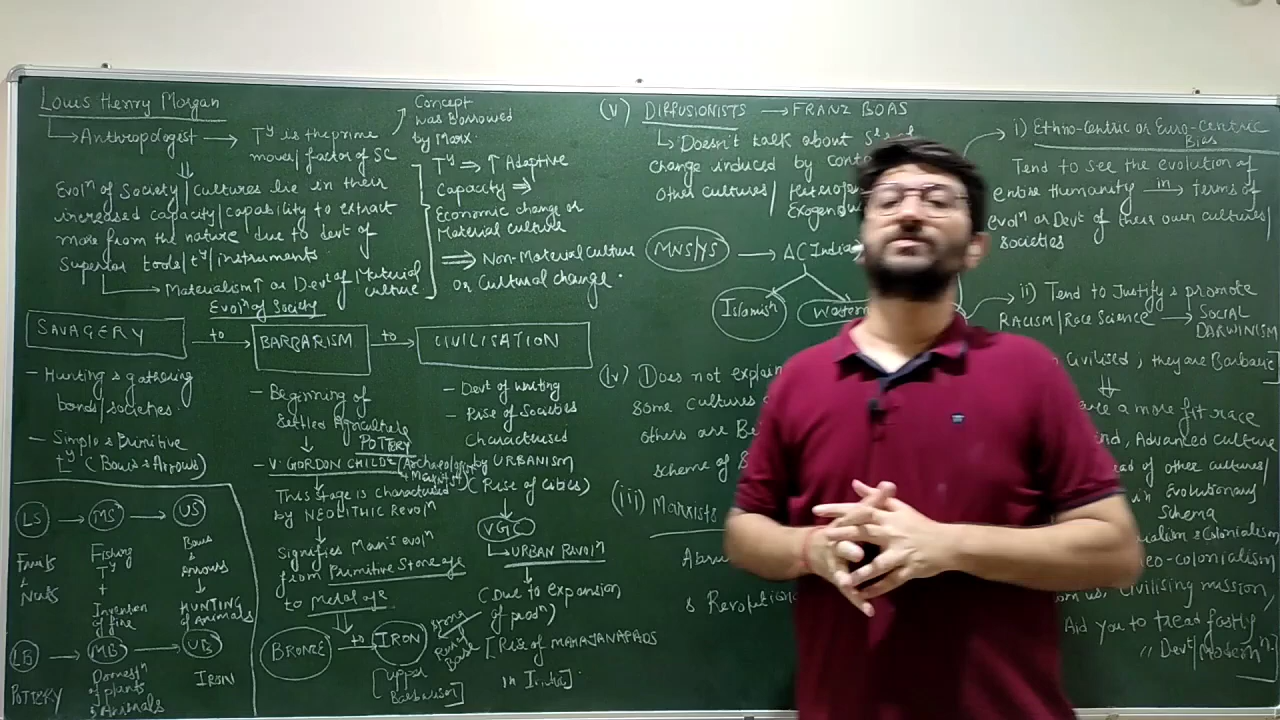 Louis Henry Morgan
Anthropologest → Tʸ is the prime
mover/ factor of SC
Concept
was borrowed
by Marx.
Evolⁿ of Society/ cultures lie in their
increased capacity/capability to extract
more from the nature due to devt of
Superior tools/tʸ/instruments
Materialism↑ or Devt of Material
culture
Tʸ ⇒ ↑ Adaptive
Capacity ⇒
Economic change or
Material culture
⇒ Non-Material culture
or Cultural change.
Evolⁿ of Society
SAVAGERY to → BARBARISM to → CIVILISATION
- Hunting & gathering
bands/societies.
- Simple & Primitive
tʸ (Bows & Arrows)
LS → MS → US
Fruits
&
Nuts
Fishing
Tʸ
+
Invention
of fire
Bows
&
Arrows
↓
HUNTING
of Animals
LB → MB → UB
POTTERY
Domestⁿ
of plants
& Animals
IRON
- Beginning of
Settled Agriculture
↓ POTTERY
- V. GORDON CHILDE (Archaeologist
+ Marxist)
This stage is characterised
by NEOLITHIC REVOLⁿ
Signifies Man's evolⁿ
from Primitive Stone age
to Metal age
BRONZE → IRON
[Upper
Barbarism]
- Devt of writing
- Rise of Societies
Characterised
by URBANISM
(Rise of cities)
VGC
URBAN REVOLⁿ
(Due to expansion
of prodⁿ)
[Rise of MAHAJANAPADS
(V) DIFFUSIONISTS → FRANZ BOAS
Doesn't talk about
change induced by
other cultures/
MNS/YS → AC India
Islamisⁿ
(iv) Does not explain
Some Cultures
others are
scheme of
(iii) Marxists
& Revolution
i) Ethno-Centric or Euro-Centric
Bias
Tend to see the evolution of
entire Humanity in → terms of
evolⁿ or Devt of their own cultures/
societies
ii) Tend to Justify & promote
RACISM/Race Science → SOCIAL
DARWINISM
Civilised, they are Barbaric
a more fit race
Advanced culture
of other cultures/
in Evolutionary
Schema
& Colonialism
neo-colonialism
Civilising mission,
Aid you to tread fastly
" Devt/Modernⁿ